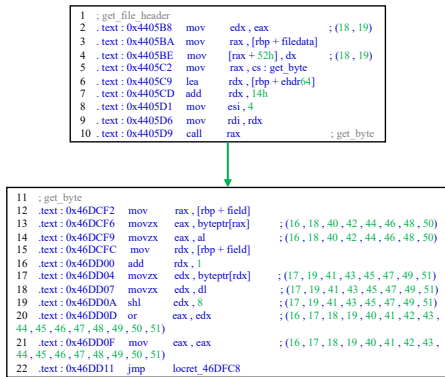 1 ; get_file_header
2 . text : 0x4405B8 mov edx , eax ; (18 , 19)
3 . text : 0x4405BA mov rax , [rbp + filedata]
4 . text : 0x4405BE mov [rax + 52h] , dx ; (18 , 19)
5 . text : 0x4405C2 mov rax , cs : get_byte
6 . text : 0x4405C9 lea rdx , [rbp + ehdr64]
7 . text : 0x4405CD add rdx , 14h
8 . text : 0x4405D1 mov esi , 4
9 . text : 0x4405D6 mov rdi , rdx
10 . text : 0x4405D9 call rax ; get_byte
11 ; get_byte
12 .text : 0x46DCF2 mov rax , [rbp + field]
13 .text : 0x46DCF6 movzx eax , byteptr[rax] ; (16 , 18 , 40 , 42 , 44 , 46 , 48 , 50)
14 .text : 0x46DCF9 movzx eax , al ; (16 , 18 , 40 , 42 , 44 , 46 , 48 , 50)
15 .text : 0x46DCFC mov rdx , [rbp + field]
16 .text : 0x46DD00 add rdx , 1
17 .text : 0x46DD04 movzx edx , byteptr[rdx] ; (17 , 19 , 41 , 43 , 45 , 47 , 49 , 51)
18 .text : 0x46DD07 movzx edx , dl ; (17 , 19 , 41 , 43 , 45 , 47 , 49 , 51)
19 .text : 0x46DD0A shl edx , 8 ; (17 , 19 , 41 , 43 , 45 , 47 , 49 , 51)
20 .text : 0x46DD0D or eax , edx ; (16 , 17 , 18 , 19 , 40 , 41 , 42 , 43 ,
44 , 45 , 46 , 47 , 48 , 49 , 50 , 51)
21 .text : 0x46DD0F mov eax , eax ; (16 , 17 , 18 , 19 , 40 , 41 , 42 , 43 ,
44 , 45 , 46 , 47 , 48 , 49 , 50 , 51)
22 .text : 0x46DD11 jmp locret_46DFC8